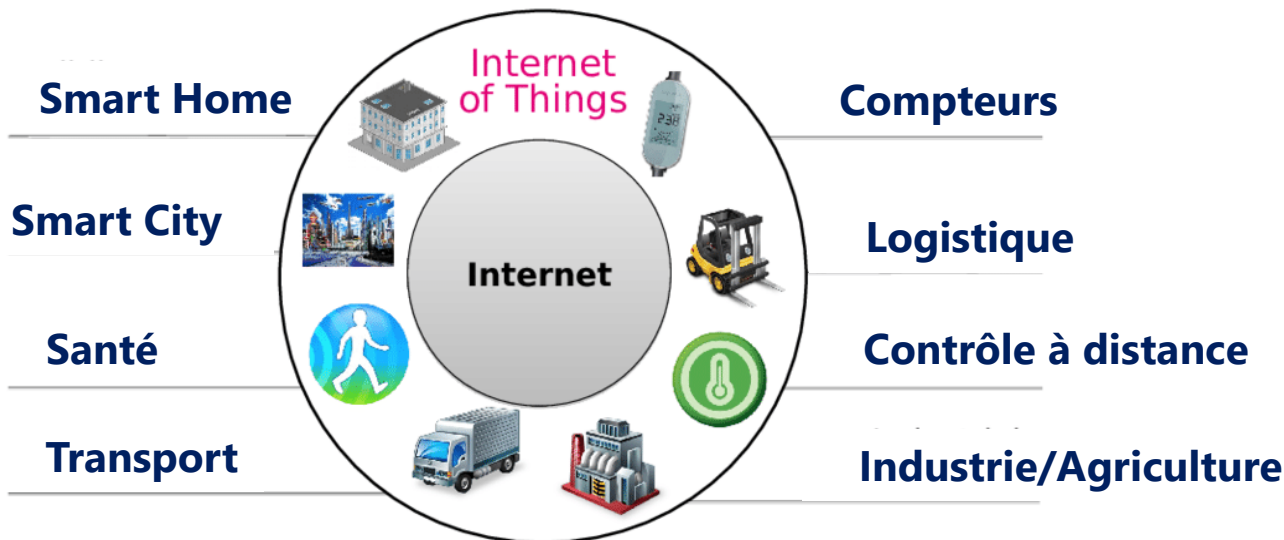 Internet
of Things
Smart Home
Compteurs
Smart City
Logistique
Internet
Santé
Contrôle à distance
Transport
Industrie/Agriculture